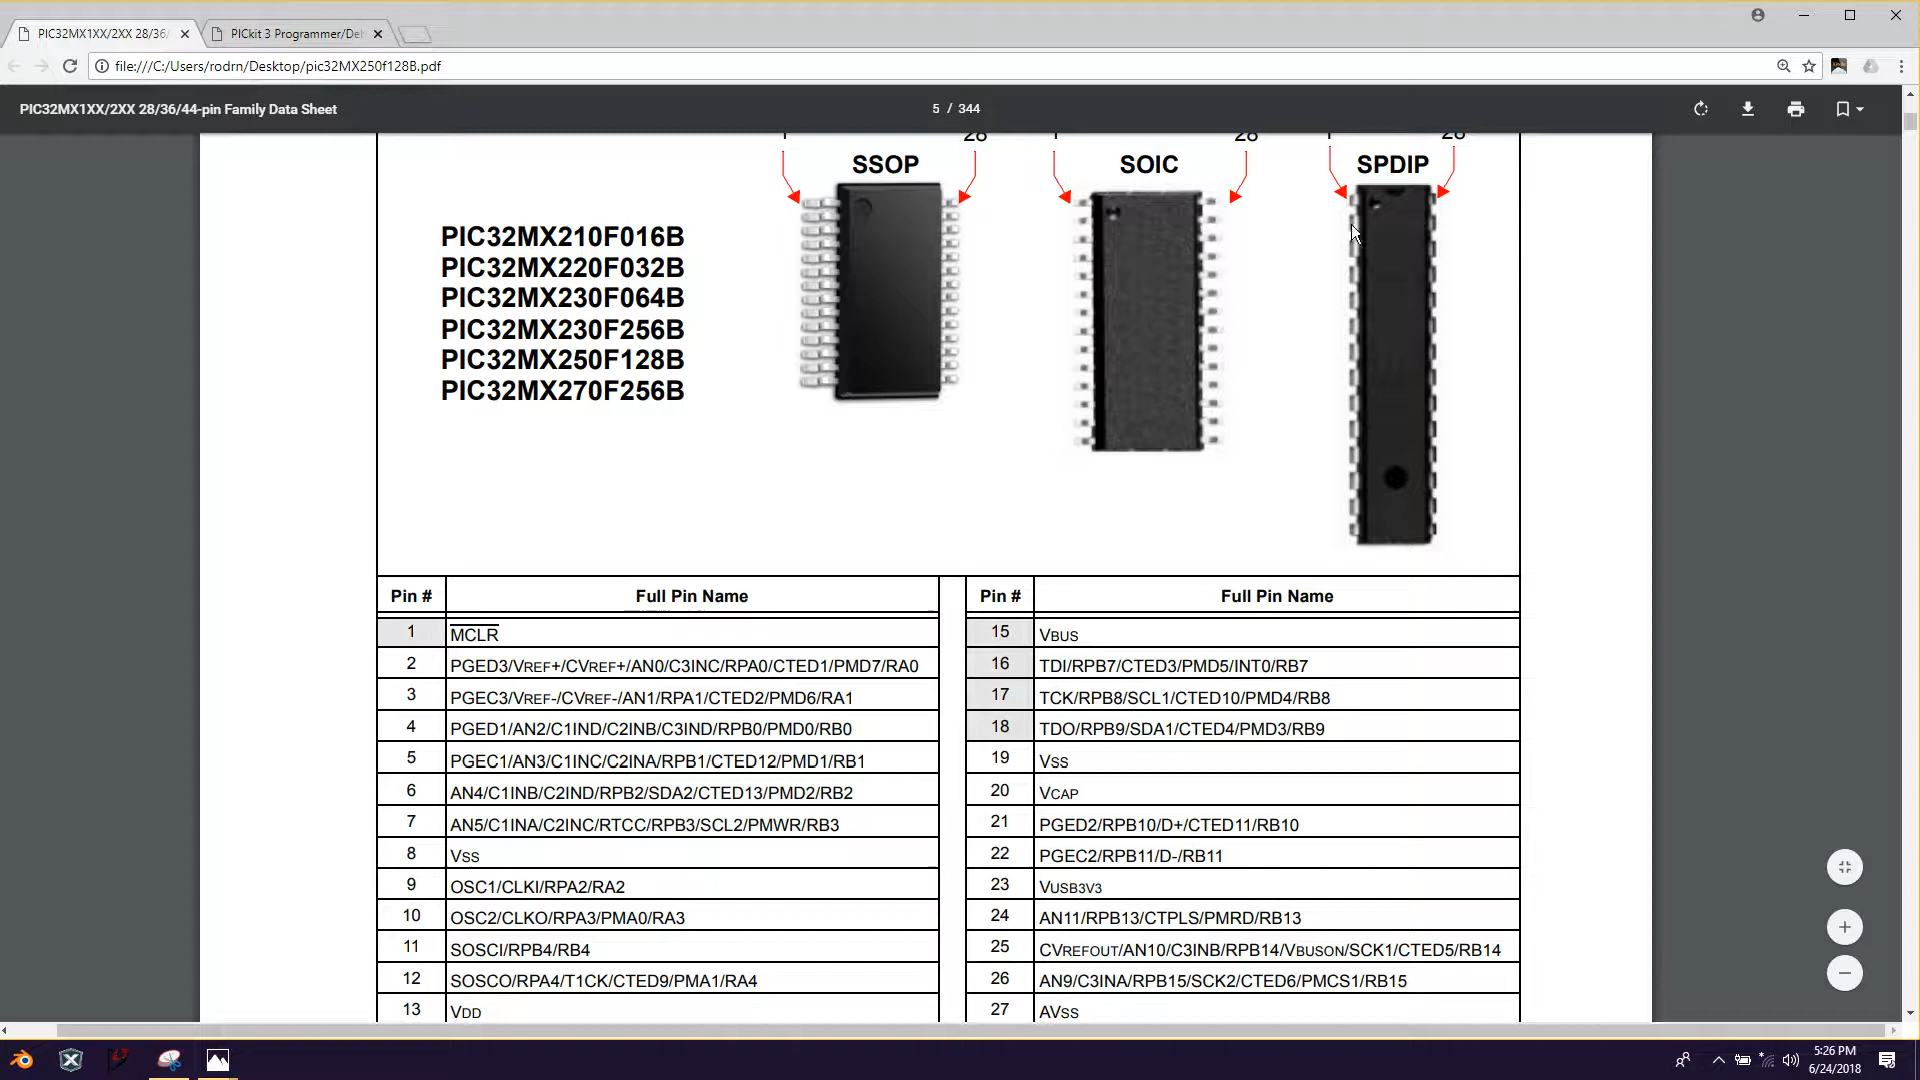 PIC32MX1XX/2XX 28/36/
PICkit 3 Programmer/Deb
file:///C:/Users/rodrn/Desktop/pic32MX250f128B.pdf
PIC32MX1XX/2XX 28/36/44-pin Family Data Sheet
5 / 344
1 28 1 28 1 28
SSOP SOIC SPDIP
PIC32MX210F016B
PIC32MX220F032B
PIC32MX230F064B
PIC32MX230F256B
PIC32MX250F128B
PIC32MX270F256B
Pin # Full Pin Name Pin # Full Pin Name
1 MCLR 15 VBUS
2 PGED3/VREF+/CVREF+/AN0/C3INC/RPA0/CTED1/PMD7/RA0 16 TDI/RPB7/CTED3/PMD5/INT0/RB7
3 PGEC3/VREF-/CVREF-/AN1/RPA1/CTED2/PMD6/RA1 17 TCK/RPB8/SCL1/CTED10/PMD4/RB8
4 PGED1/AN2/C1IND/C2INB/C3IND/RPB0/PMD0/RB0 18 TDO/RPB9/SDA1/CTED4/PMD3/RB9
5 PGEC1/AN3/C1INC/C2INA/RPB1/CTED12/PMD1/RB1 19 VSS
6 AN4/C1INB/C2IND/RPB2/SDA2/CTED13/PMD2/RB2 20 VCAP
7 AN5/C1INA/C2INC/RTCC/RPB3/SCL2/PMWR/RB3 21 PGED2/RPB10/D+/CTED11/RB10
8 VSS 22 PGEC2/RPB11/D-/RB11
9 OSC1/CLKI/RPA2/RA2 23 VUSB3V3
10 OSC2/CLKO/RPA3/PMA0/RA3 24 AN11/RPB13/CTPLS/PMRD/RB13
11 SOSCI/RPB4/RB4 25 CVREFOUT/AN10/C3INB/RPB14/VBUSON/SCK1/CTED5/RB14
12 SOSCO/RPA4/T1CK/CTED9/PMA1/RA4 26 AN9/C3INA/RPB15/SCK2/CTED6/PMCS1/RB15
13 VDD 27 AVSS
5:26 PM
6/24/2018